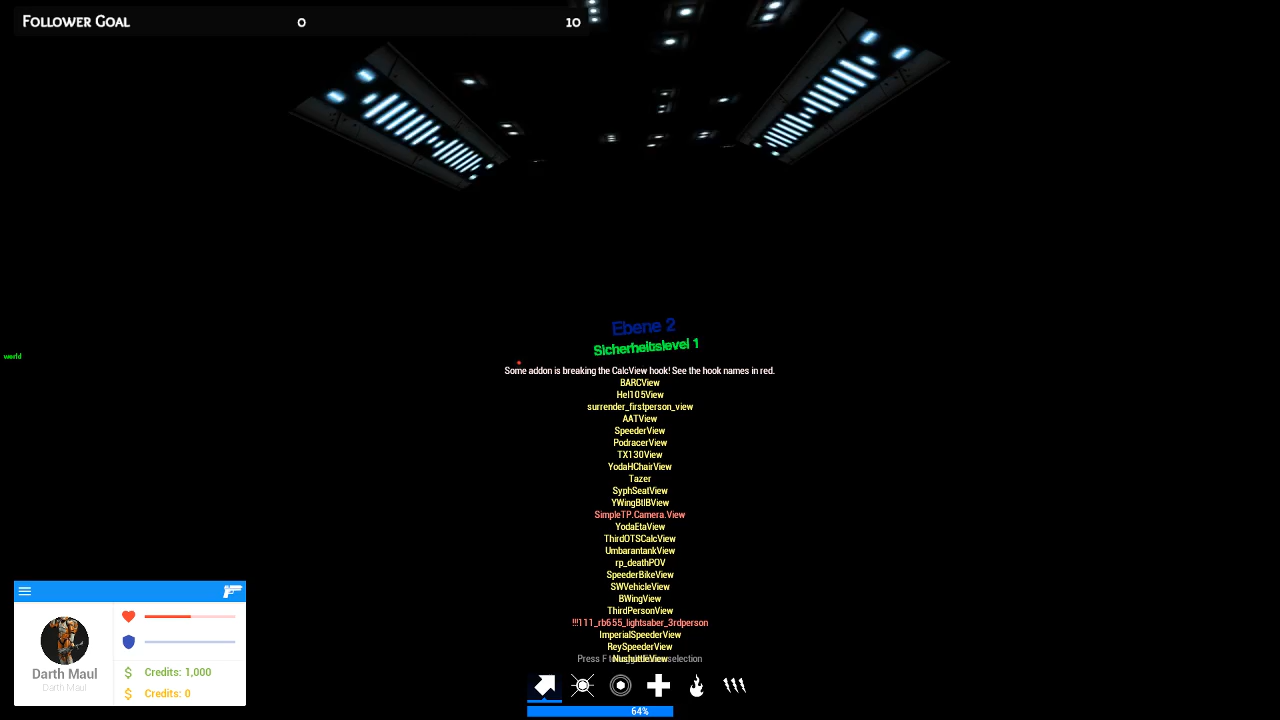 Follower Goal 0 10
Ebene 2
Sicherheitslevel 1
world
Some addon is breaking the CalcView hook! See the hook names in red.
BARCView
Hel105View
surrender_firstperson_view
AATView
SpeederView
PodracerView
TX130View
YodaHChairView
Tazer
SyphSeatView
YWingBtlBView
SimpleTP.Camera.View
YodaEtaView
ThirdOTSCalcView
UmbarantankView
rp_deathPOV
SpeederBikeView
SWVehicleView
BWingView
ThirdPersonView
!!!111_rb655_lightsaber_3rdperson
ImperialSpeederView
ReySpeederView
NushuttleView
Press F selection
Darth Maul
Darth Maul
Credits: 1,000
Credits: 0
64%